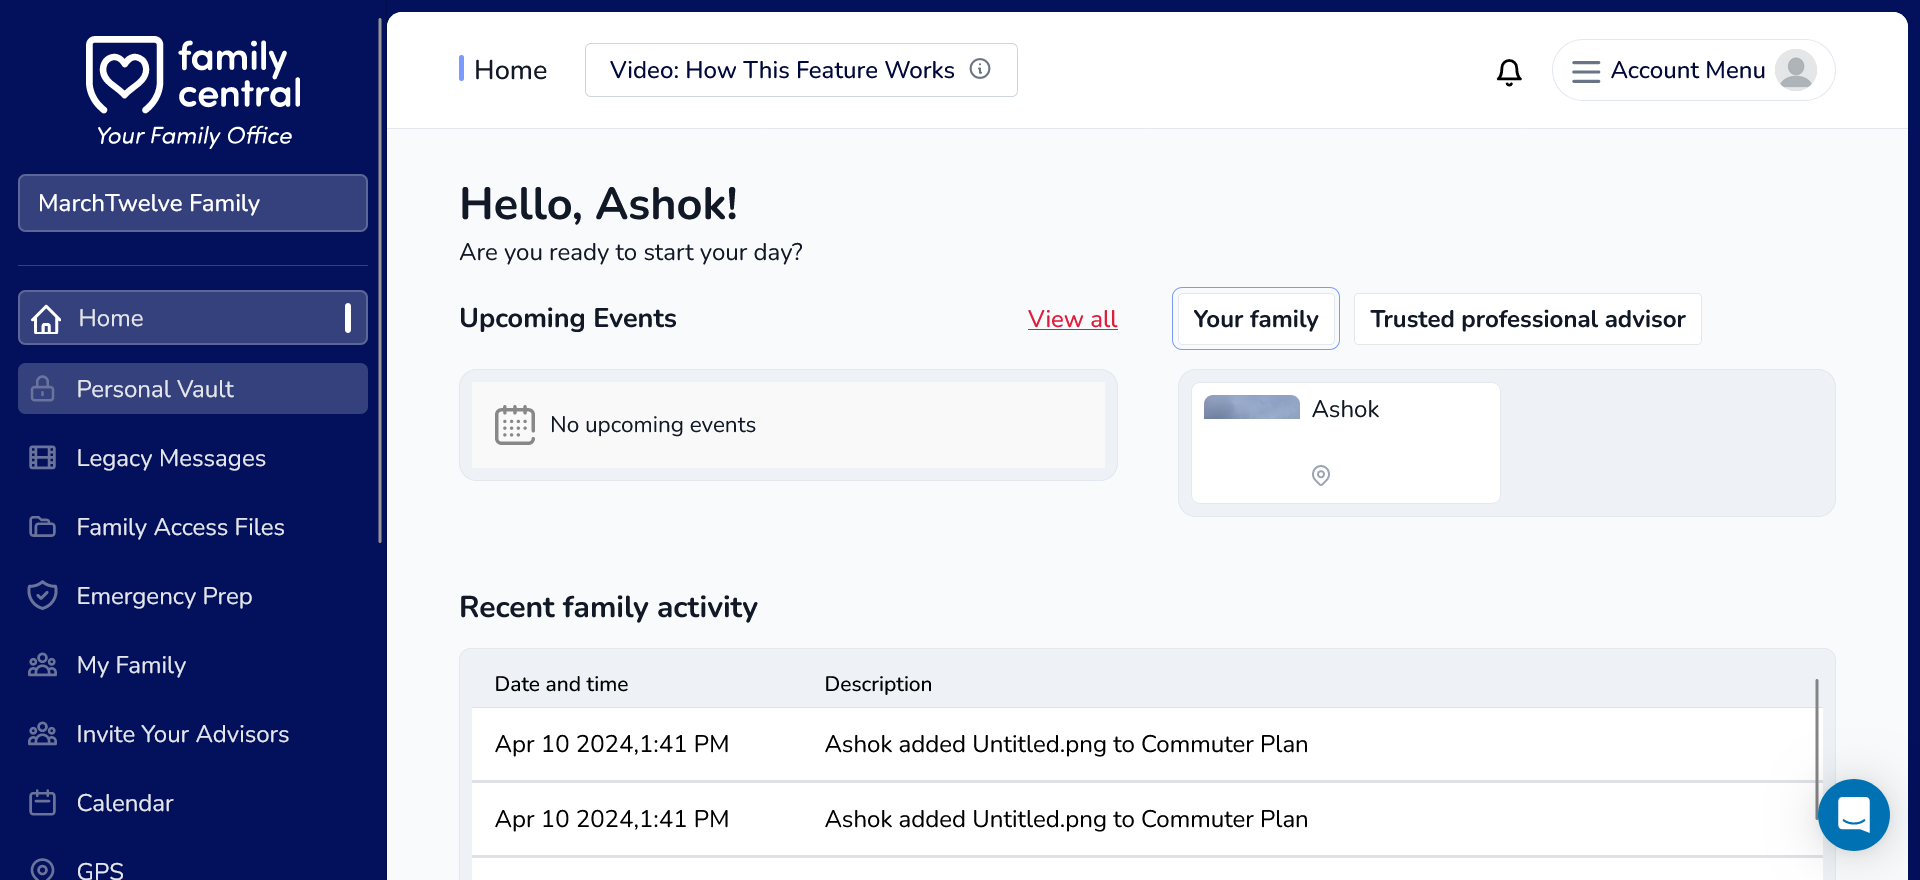 family
central
Your Family Office
MarchTwelve Family
Home
Personal Vault
Legacy Messages
Family Access Files
Emergency Prep
My Family
Invite Your Advisors
Calendar
GPS
Home
Video: How This Feature Works
Account Menu
Hello, Ashok!
Are you ready to start your day?
Upcoming Events
View all
No upcoming events
Your family
Trusted professional advisor
Ashok
Recent family activity
Date and time Description
Apr 10 2024,1:41 PM Ashok added Untitled.png to Commuter Plan
Apr 10 2024,1:41 PM Ashok added Untitled.png to Commuter Plan